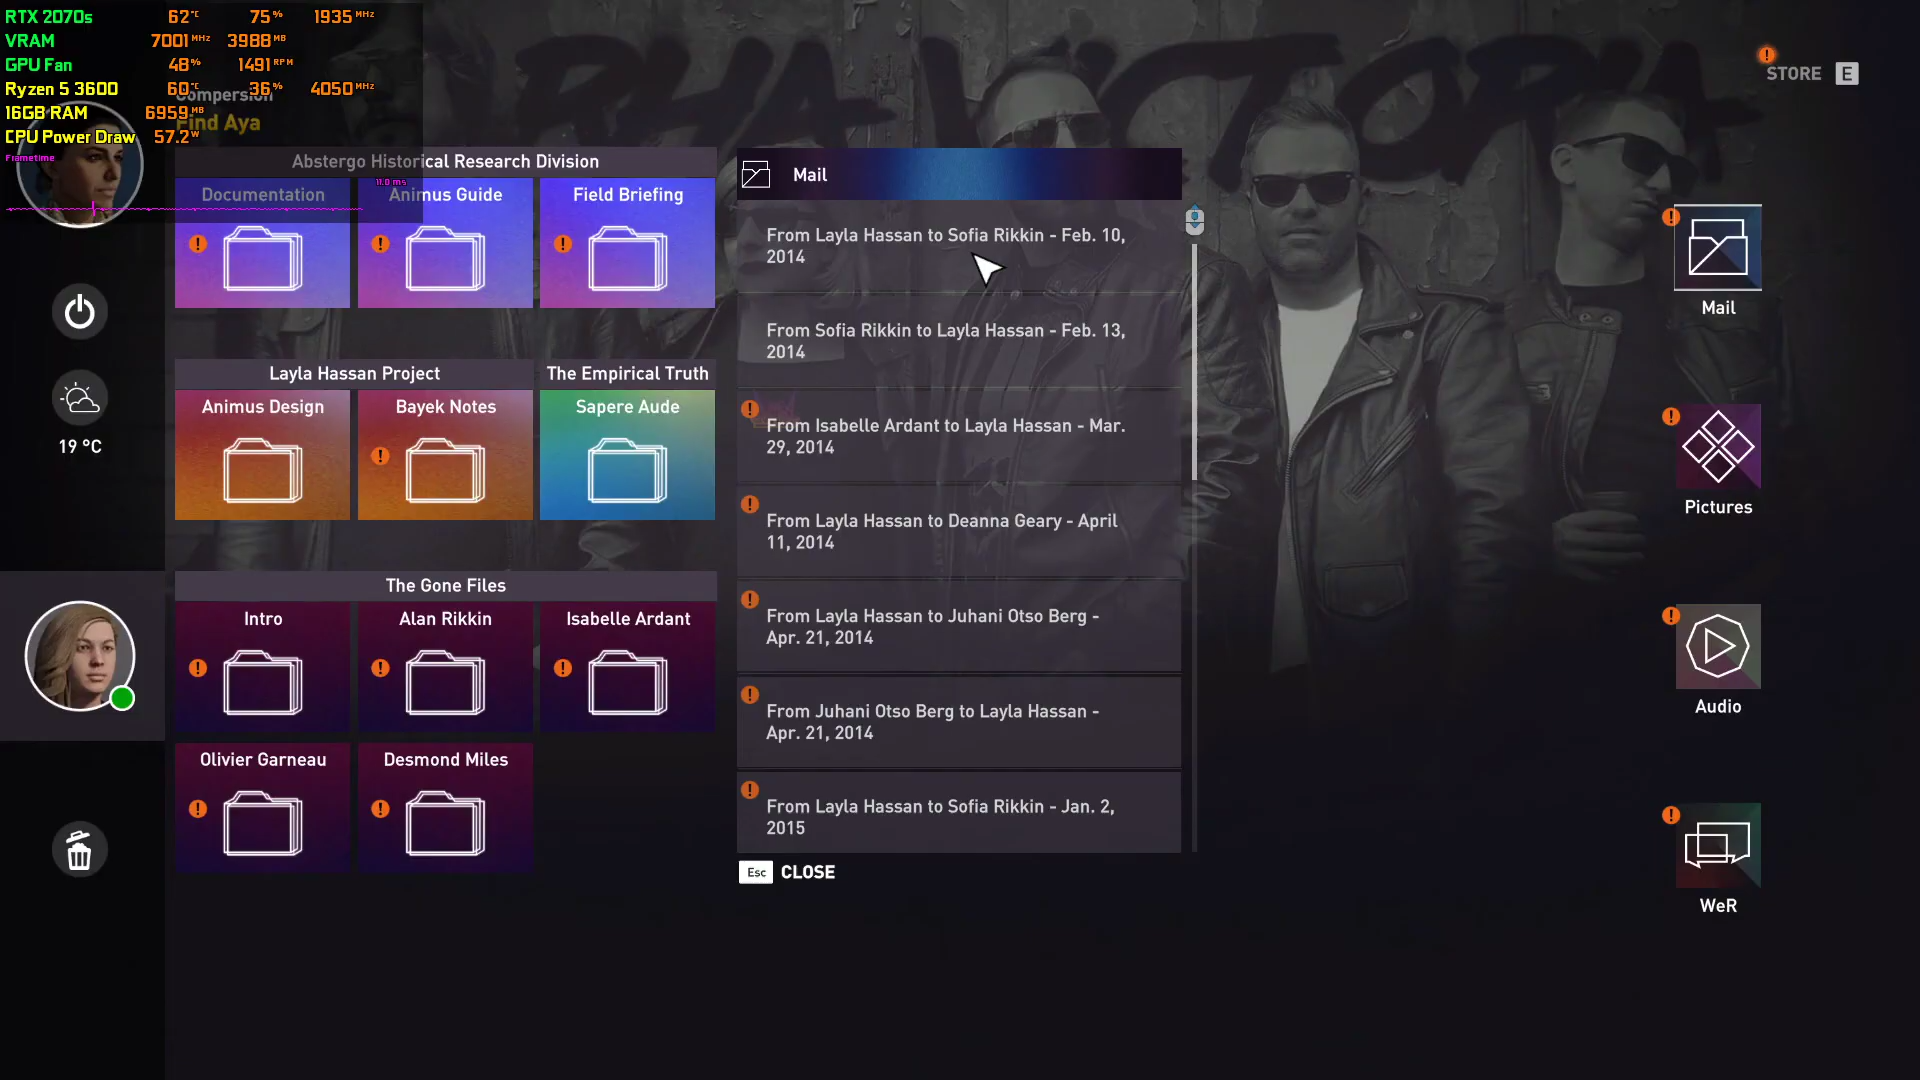 RTX 2070s 62°C 75% 1935 MHz
VRAM 7001 MHz 3988 MB
GPU Fan 48% 1491 RPM
Ryzen 5 3600 60°C 36% 4050 MHz
16GB RAM 6959 MB
CPU Power Draw 57.2 W
Frametime
11.0 ms
Compersion
Find Aya
STORE E
Abstergo Historical Research Division
Documentation
Animus Guide
Field Briefing
19 °C
Layla Hassan Project
The Empirical Truth
Animus Design
Bayek Notes
Sapere Aude
The Gone Files
Intro
Alan Rikkin
Isabelle Ardant
Olivier Garneau
Desmond Miles
Mail
From Layla Hassan to Sofia Rikkin - Feb. 10,
2014
From Sofia Rikkin to Layla Hassan - Feb. 13,
2014
From Isabelle Ardant to Layla Hassan - Mar.
29, 2014
From Layla Hassan to Deanna Geary - April
11, 2014
From Layla Hassan to Juhani Otso Berg -
Apr. 21, 2014
From Juhani Otso Berg to Layla Hassan -
Apr. 21, 2014
From Layla Hassan to Sofia Rikkin - Jan. 2,
2015
Esc CLOSE
Mail
Pictures
Audio
WeR